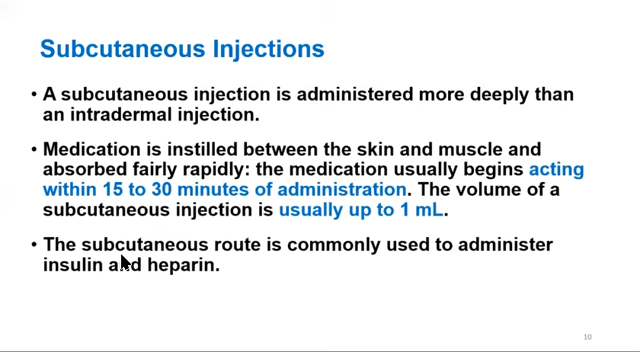 Subcutaneous Injections
• A subcutaneous injection is administered more deeply than
an intradermal injection.
• Medication is instilled between the skin and muscle and
absorbed fairly rapidly: the medication usually begins acting
within 15 to 30 minutes of administration. The volume of a
subcutaneous injection is usually up to 1 mL.
• The subcutaneous route is commonly used to administer
insulin and heparin.
10